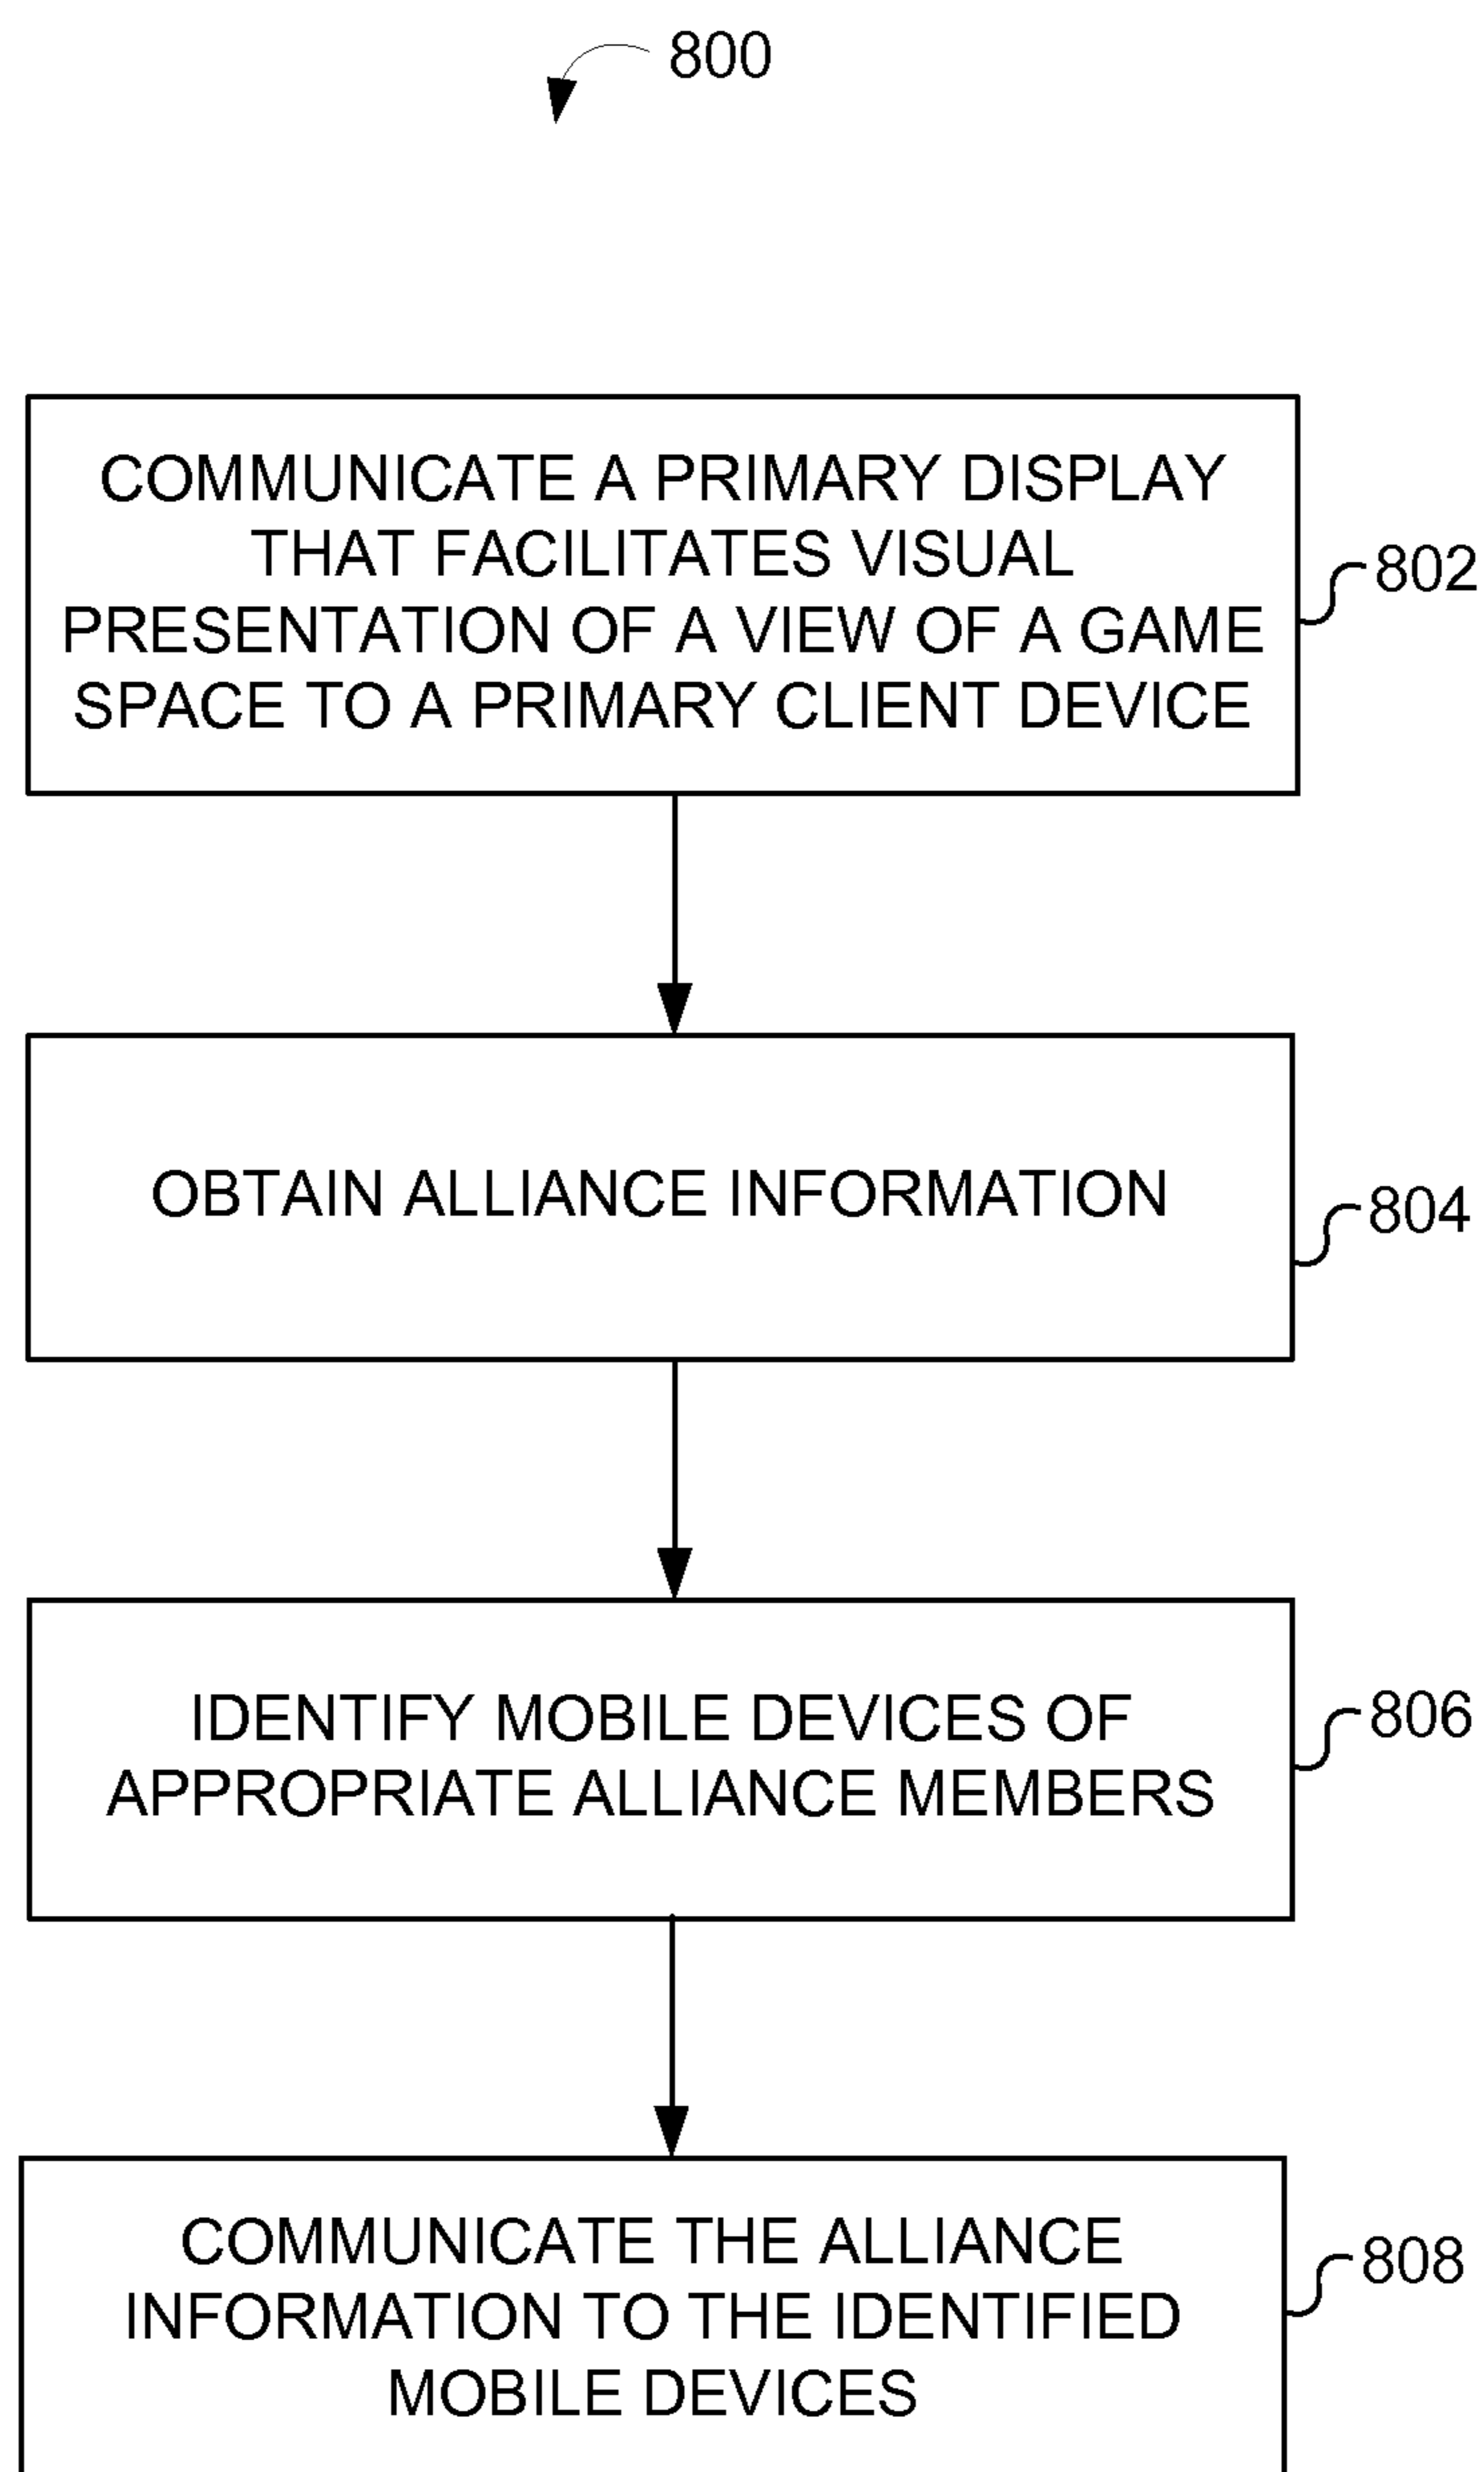 800
COMMUNICATE A PRIMARY DISPLAY
THAT FACILITATES VISUAL
PRESENTATION OF A VIEW OF A GAME
SPACE TO A PRIMARY CLIENT DEVICE
802
OBTAIN ALLIANCE INFORMATION
804
IDENTIFY MOBILE DEVICES OF
APPROPRIATE ALLIANCE MEMBERS
806
COMMUNICATE THE ALLIANCE
INFORMATION TO THE IDENTIFIED
MOBILE DEVICES
808